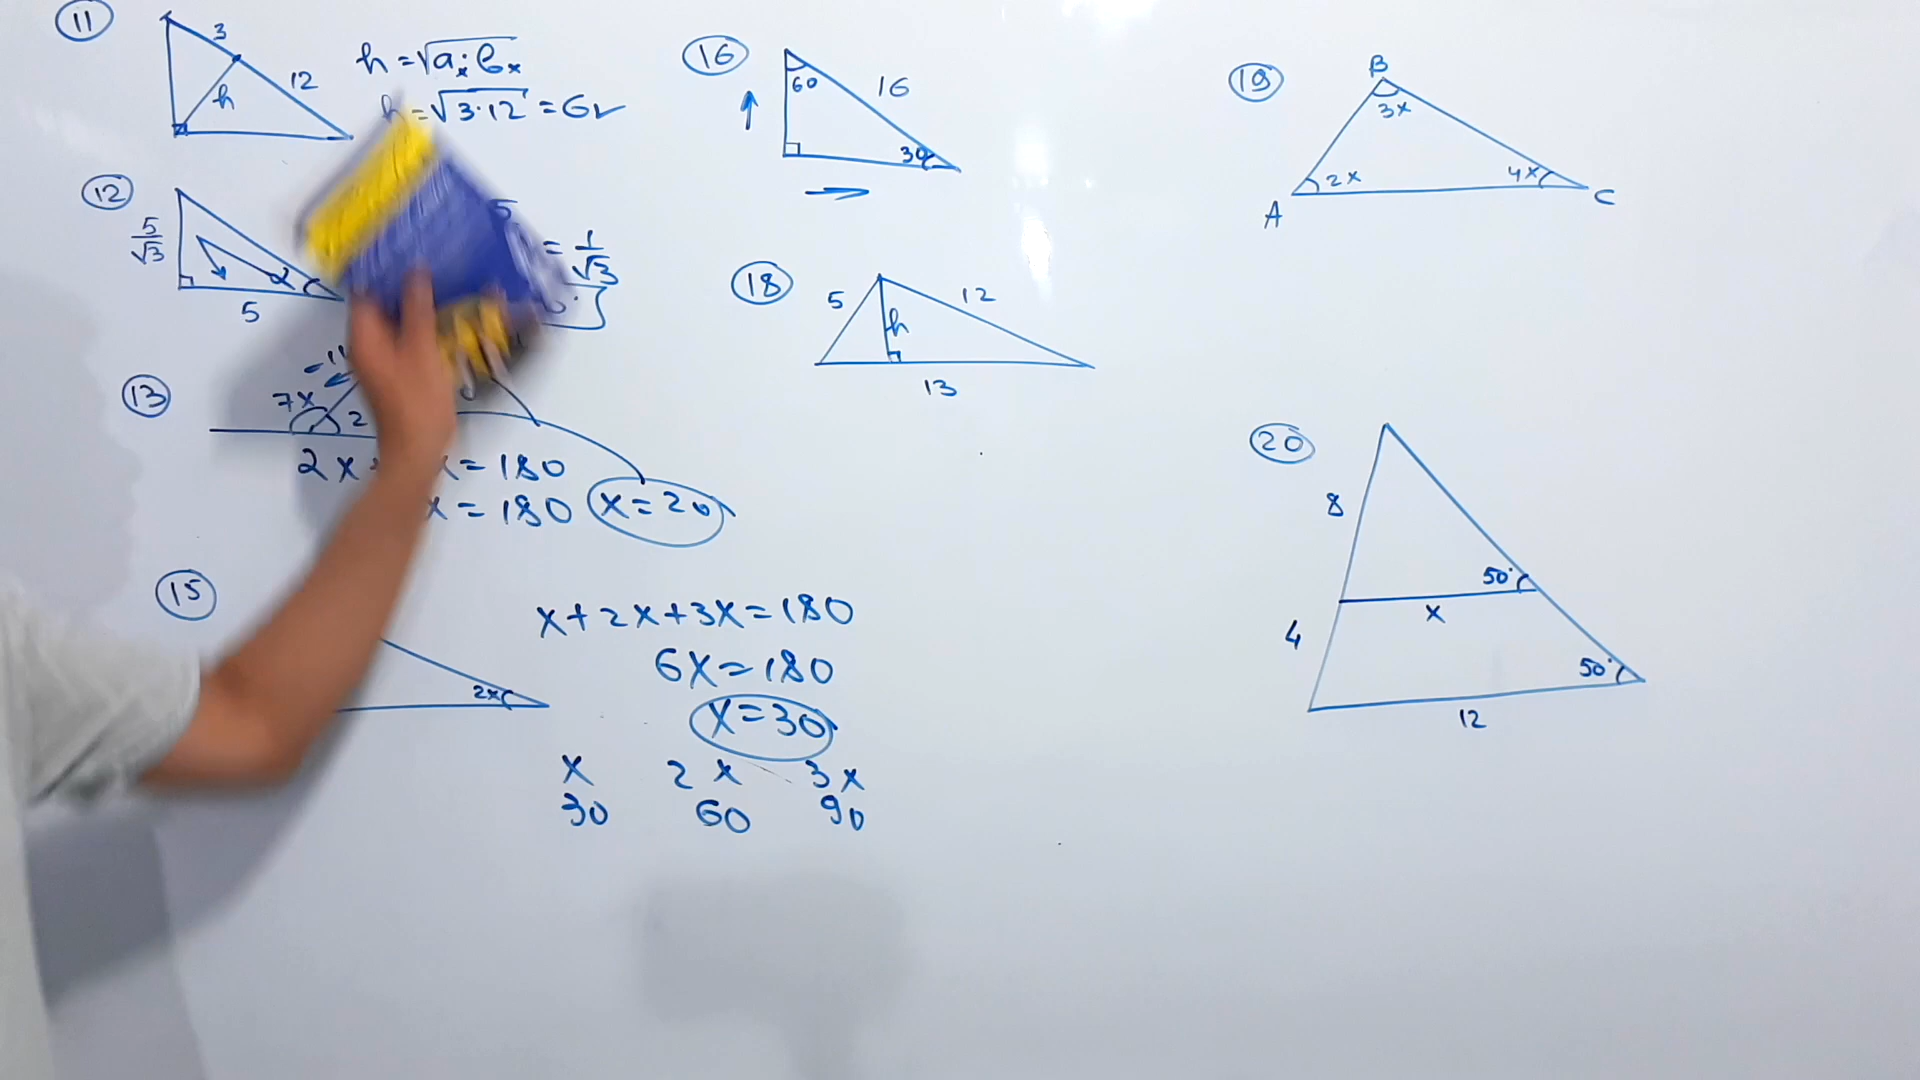 11
3
12
h
h = √aₓ·bₓ
h = √3·12 = 6
12
5/√3
α
5
5
= 1/√3
13
7x
2
2x
x = 180
x = 180
x = 20
15
2x
x + 2x + 3x = 180
6x = 180
x = 30
x 2x 3x
30 60 90
16
60
16
30
18
5
12
h
13
19
B
3x
2x
4x
A
C
20
8
50°
x
4
50°
12